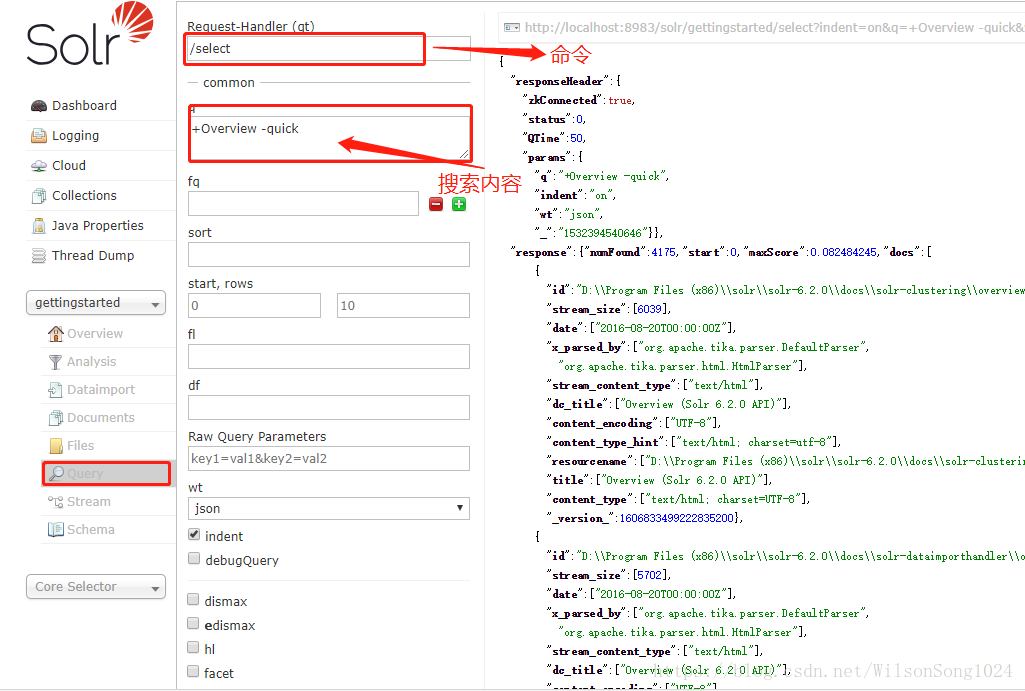 Solr
Dashboard
Logging
Cloud
Collections
Java Properties
Thread Dump
gettingstarted
Overview
Analysis
Dataimport
Documents
Files
Query
Stream
Schema
Core Selector
Request-Handler (qt)
/select
common
+Overview -quick
fq
sort
start, rows
0
10
fl
df
Raw Query Parameters
key1=val1&key2=val2
wt
json
indent
debugQuery
dismax
edismax
hl
facet
命令
搜索内容
http://localhost:8983/solr/gettingstarted/select?indent=on&q=+Overview -quick&
{
"responseHeader":{
"zkConnected":true,
"status":0,
"QTime":50,
"params":{
"q":"+Overview -quick",
"indent":"on",
"wt":"json",
"_":"1532394540646"}},
"response":{"numFound":4175,"start":0,"maxScore":0.082484245,"docs":[
{
"id":"D:\\Program Files (x86)\\solr\\solr-6.2.0\\docs\\solr-clustering\\overview
"stream_size":[6039],
"date":["2016-08-20T00:00:00Z"],
"x_parsed_by":["org.apache.tika.parser.DefaultParser",
"org.apache.tika.parser.html.HtmlParser"],
"stream_content_type":["text/html"],
"dc_title":["Overview (Solr 6.2.0 API)"],
"content_encoding":["UTF-8"],
"content_type_hint":["text/html; charset=utf-8"],
"resourcename":["D:\\Program Files (x86)\\solr\\solr-6.2.0\\docs\\solr-clusterin
"title":["Overview (Solr 6.2.0 API)"],
"content_type":["text/html; charset=UTF-8"],
"_version_":1606833499222835200},
{
"id":"D:\\Program Files (x86)\\solr\\solr-6.2.0\\docs\\solr-dataimporthandler\\o
"stream_size":[5702],
"date":["2016-08-20T00:00:00Z"],
"x_parsed_by":["org.apache.tika.parser.DefaultParser",
"org.apache.tika.parser.html.HtmlParser"],
"stream_content_type":["text/html"],
"dc_title":["Overview (Solr 6.2.0 API)"],
"content_encoding":["UTF-8"],
https://blog.csdn.net/WilsonSong1024